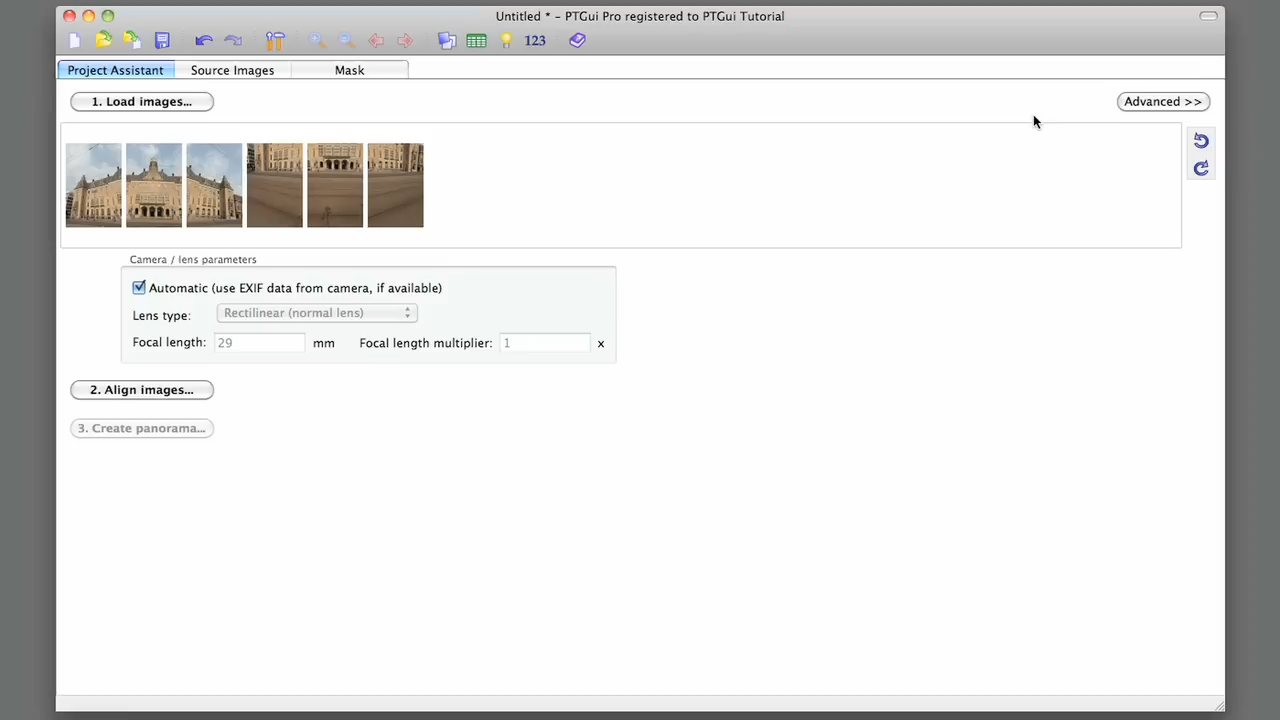 Untitled * – PTGui Pro registered to PTGui Tutorial
123
Project Assistant
Source Images
Mask
1. Load images...
Advanced >>
Camera / lens parameters
Automatic (use EXIF data from camera, if available)
Lens type: Rectilinear (normal lens)
Focal length: 29 mm Focal length multiplier: 1 x
2. Align images...
3. Create panorama...